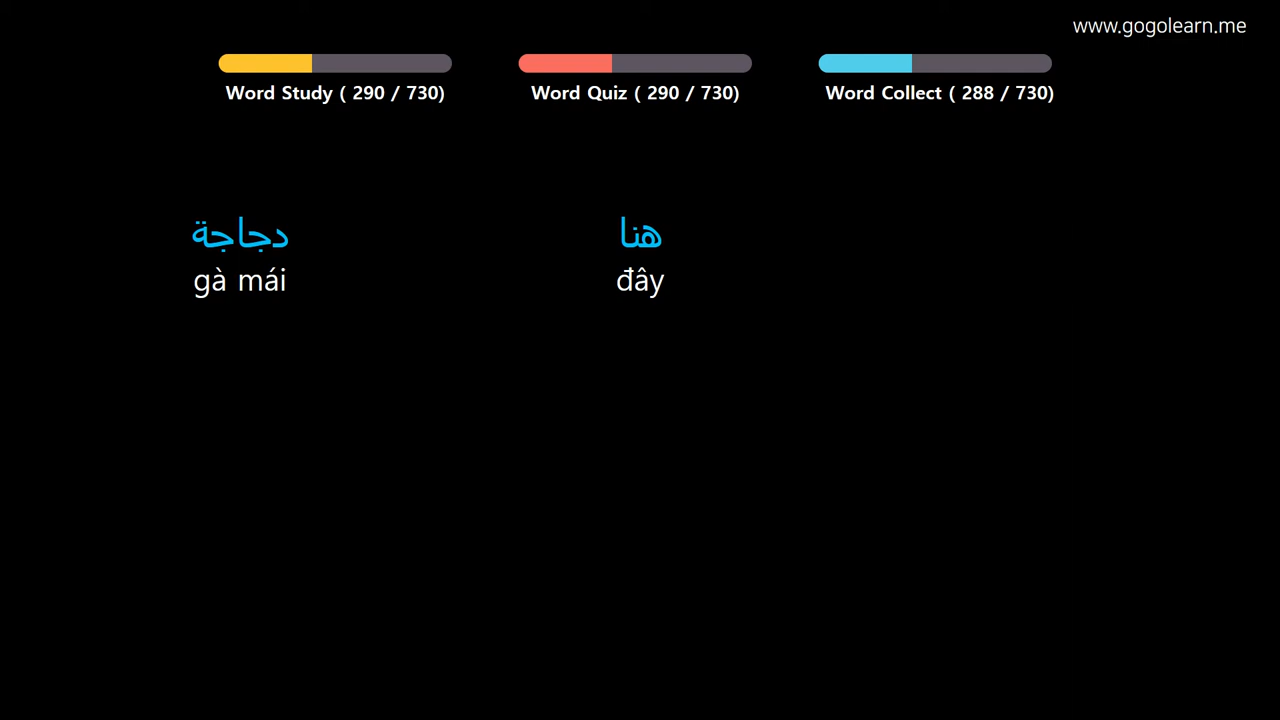 www.gogolearn.me
Word Study ( 290 / 730)
Word Quiz ( 290 / 730)
Word Collect ( 288 / 730)
دجاجة
gà mái
هنا
đây